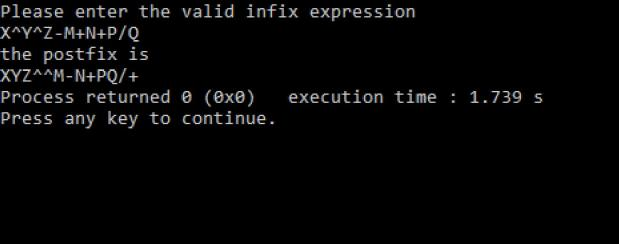 Please enter the valid infix expression
X^Y^Z-M+N+P/Q
the postfix is
XYZ^^M-N+PQ/+
Process returned 0 (0x0)   execution time : 1.739 s
Press any key to continue.